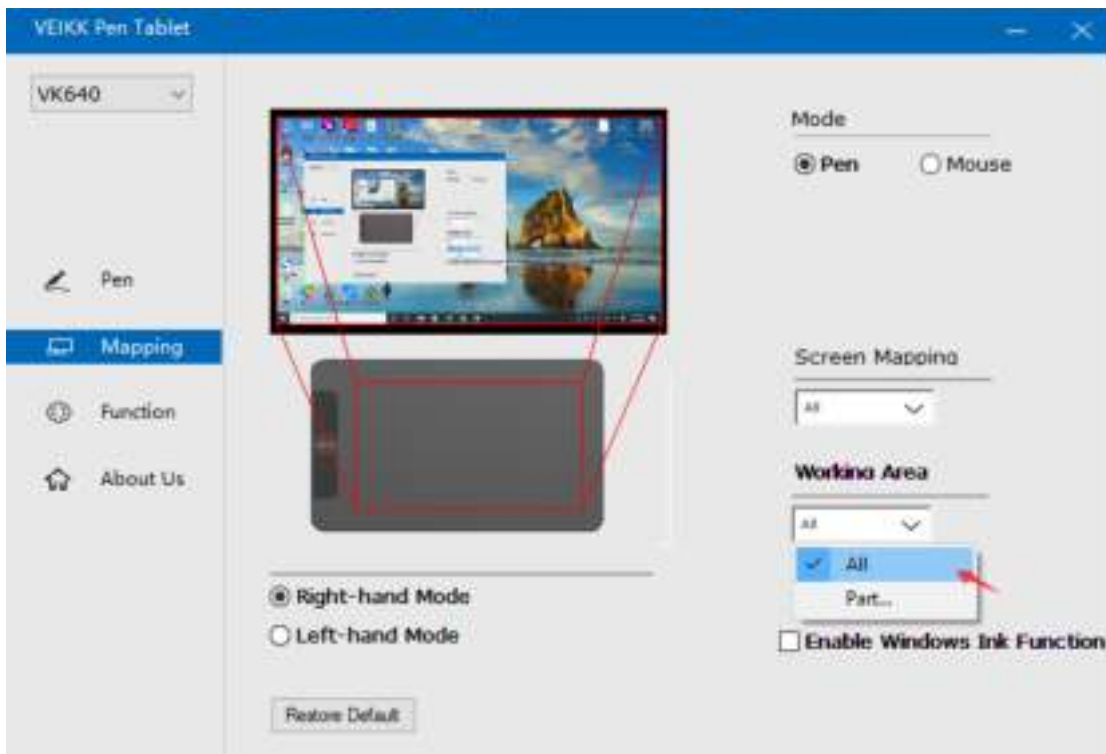 VEIKK Pen Tablet
VK640
Pen
Mapping
Function
About Us
Right-hand Mode
Left-hand Mode
Restore Default
Mode
Pen Mouse
Screen Mapping
All
Working Area
All
All
Part...
Enable Windows Ink Function